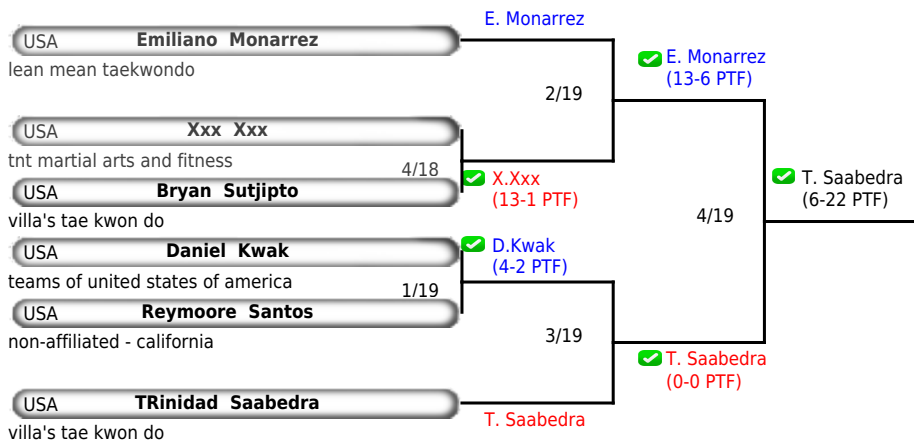 E. Monarrez
USA Emiliano Monarrez
lean mean taekwondo
E. Monarrez
(13-6 PTF)
2/19
USA Xxx Xxx
tnt martial arts and fitness
4/18
X.Xxx
(13-1 PTF)
USA Bryan Sutjipto
villa's tae kwon do
T. Saabedra
(6-22 PTF)
4/19
USA Daniel Kwak
teams of united states of america
D.Kwak
(4-2 PTF)
1/19
USA Reymoore Santos
non-affiliated - california
3/19
T. Saabedra
(0-0 PTF)
USA TRinidad Saabedra
villa's tae kwon do
T. Saabedra